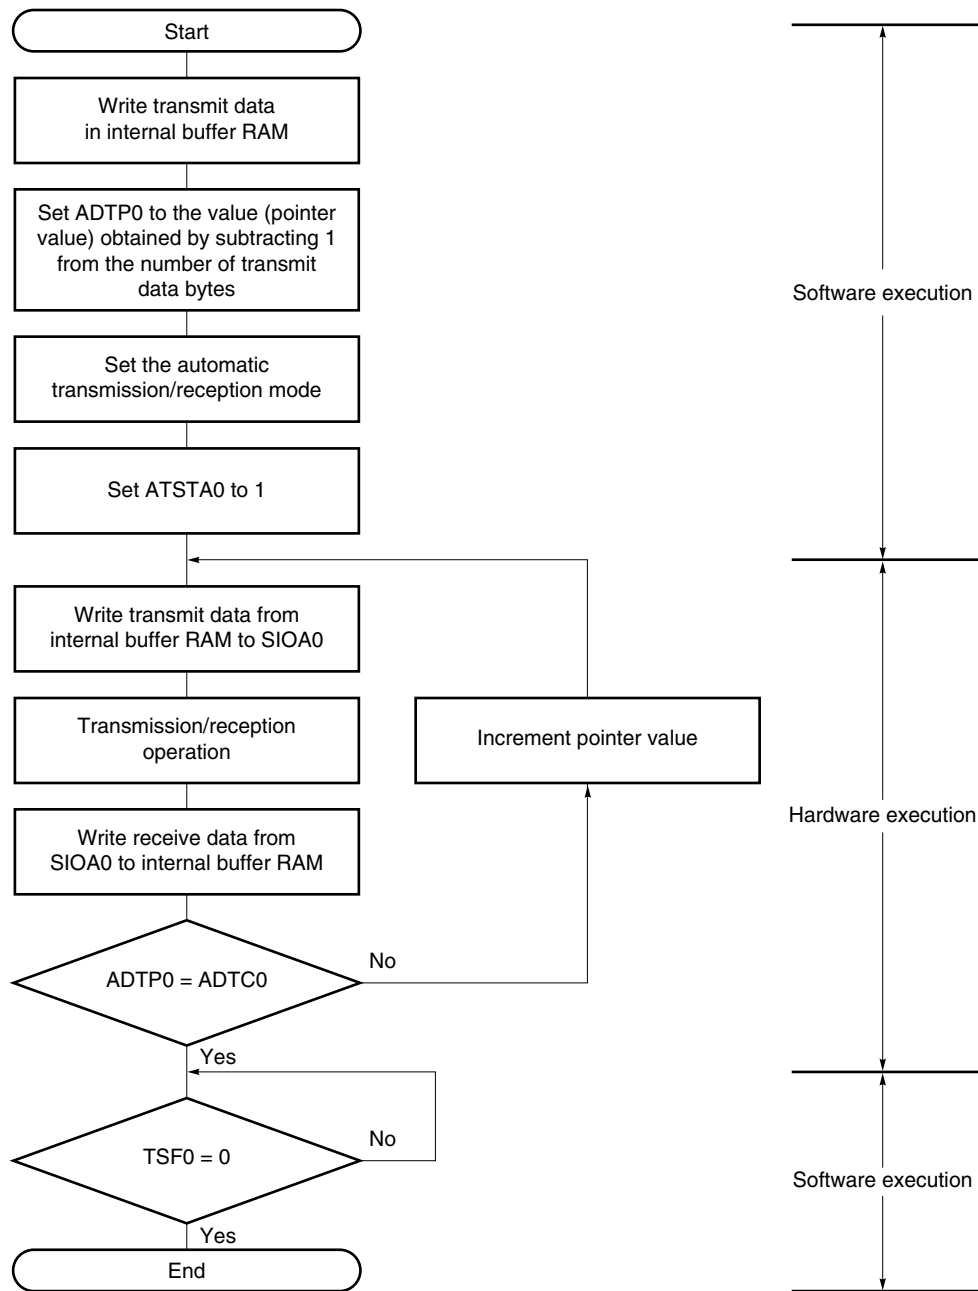 Start
Write transmit data
in internal buffer RAM
Set ADTP0 to the value (pointer
value) obtained by subtracting 1
from the number of transmit
data bytes
Software execution
Set the automatic
transmission/reception mode
Set ATSTA0 to 1
Write transmit data from
internal buffer RAM to SIOA0
Transmission/reception
operation
Increment pointer value
Hardware execution
Write receive data from
SIOA0 to internal buffer RAM
ADTP0 = ADTC0
No
Yes
TSF0 = 0
No
Software execution
Yes
End